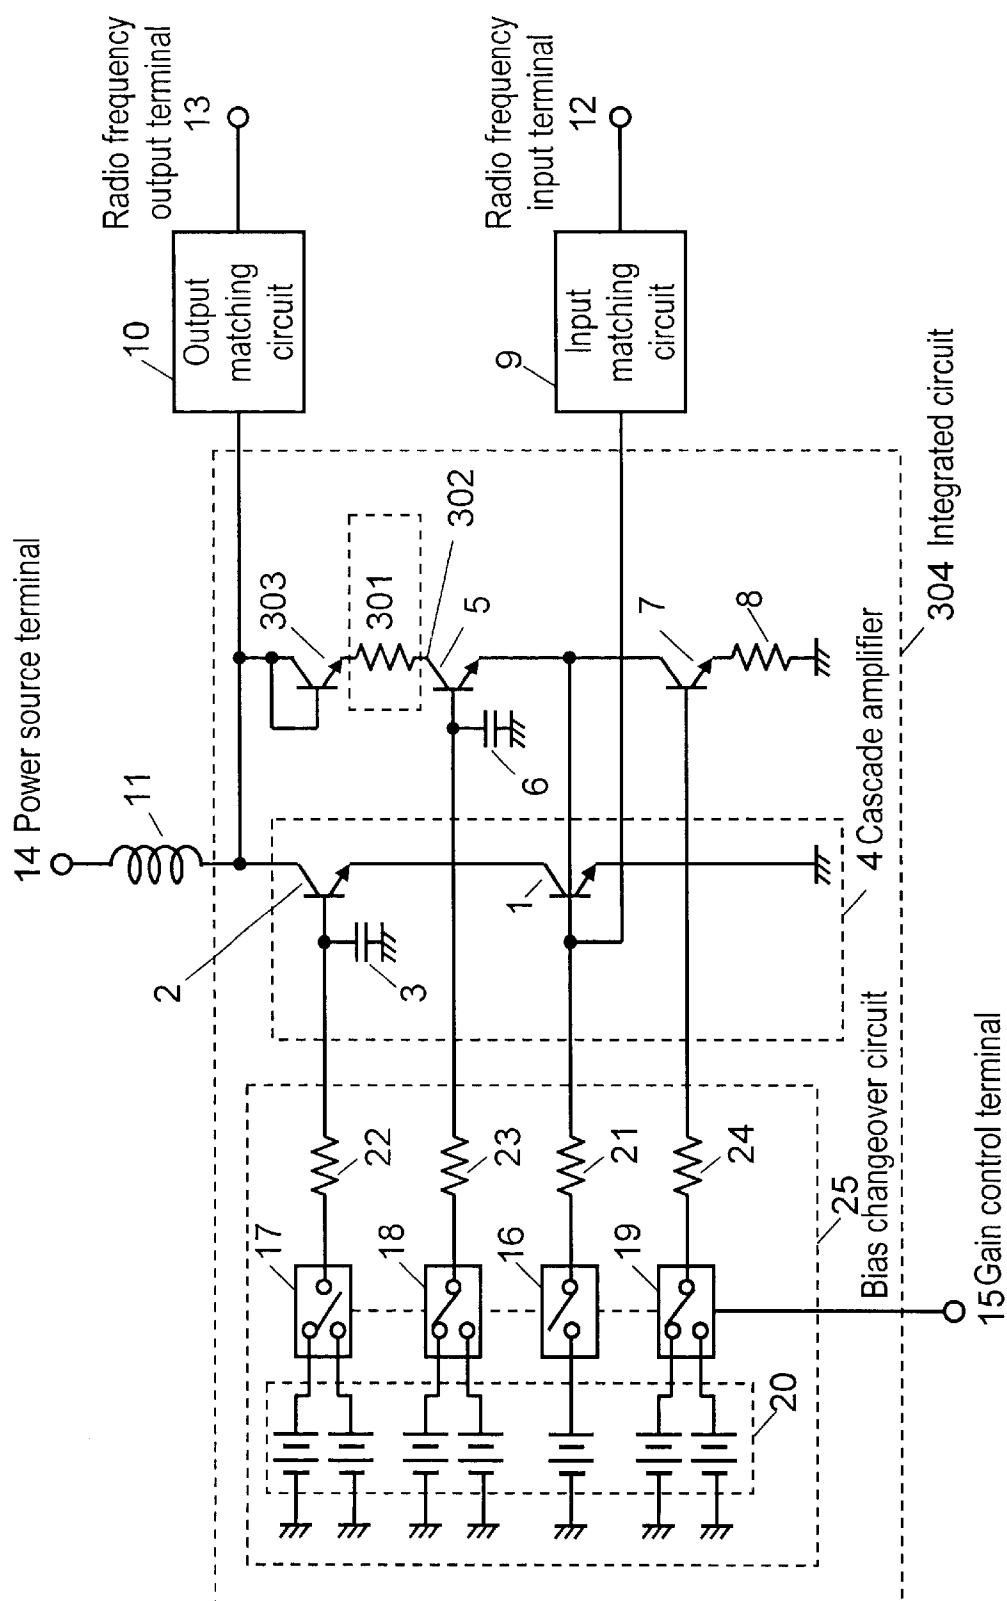 14 Power source terminal
11
Radio frequency
output terminal
13
10
Output
matching
circuit
303
301
302
5
6
2
3
1
Radio frequency
input terminal
12
9
Input
matching
circuit
7
8
304 Integrated circuit
4 Cascade amplifier
22
23
21
24
17
18
16
19
20
25
Bias changeover circuit
15 Gain control terminal